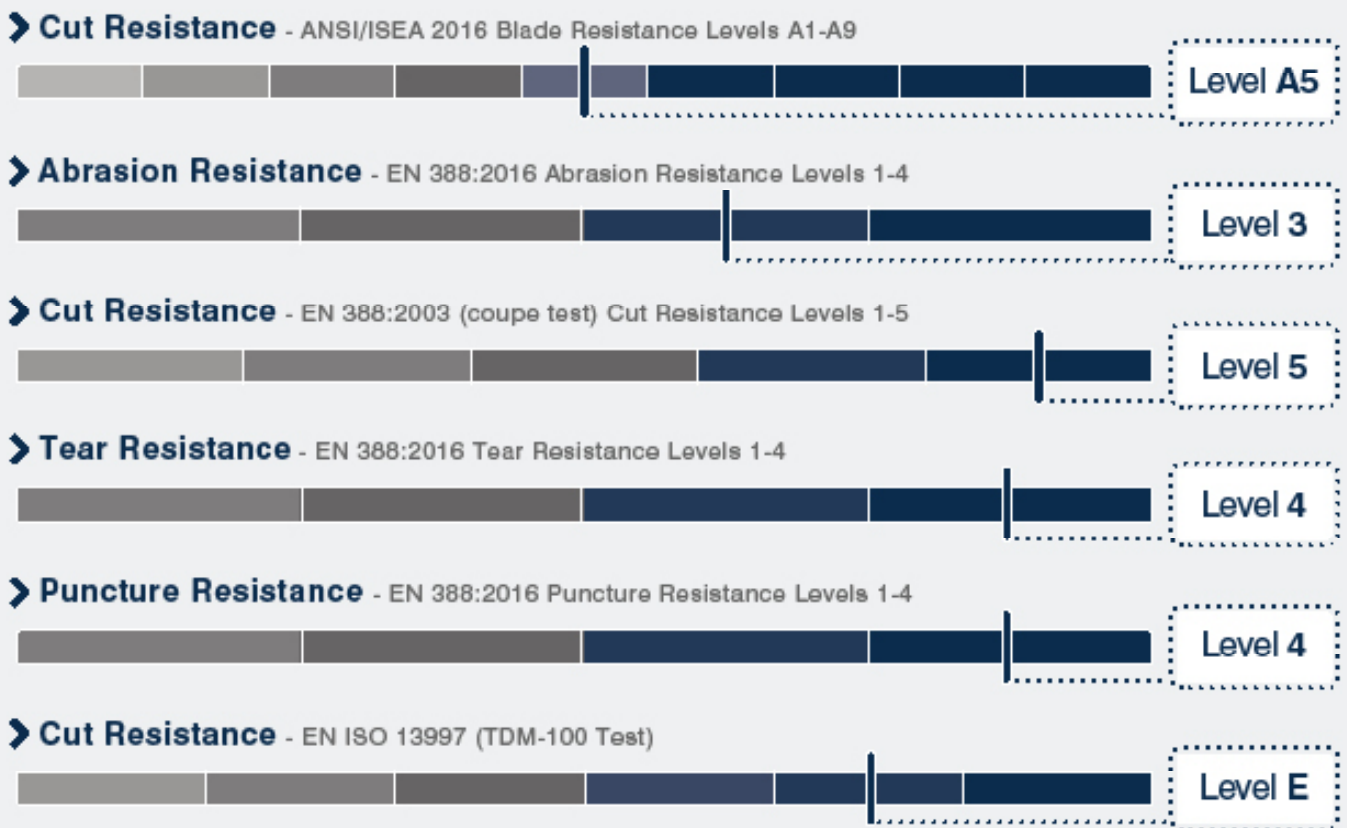 Cut Resistance - ANSI/ISEA 2016 Blade Resistance Levels A1-A9
Level A5
Abrasion Resistance - EN 388:2016 Abrasion Resistance Levels 1-4
Level 3
Cut Resistance - EN 388:2003 (coupe test) Cut Resistance Levels 1-5
Level 5
Tear Resistance - EN 388:2016 Tear Resistance Levels 1-4
Level 4
Puncture Resistance - EN 388:2016 Puncture Resistance Levels 1-4
Level 4
Cut Resistance - EN ISO 13997 (TDM-100 Test)
Level E